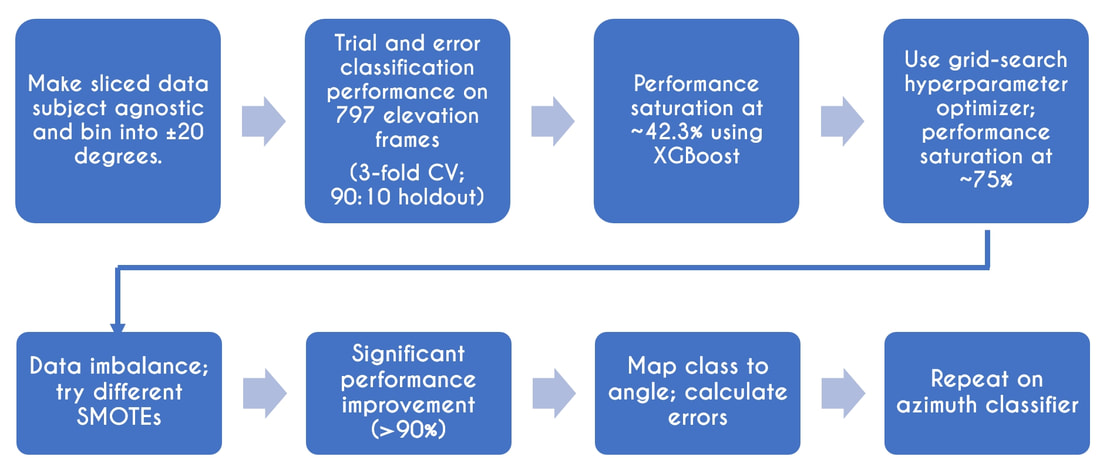 Make sliced data
subject agnostic
and bin into ±20
degrees.
Trial and error
classification
performance on
797 elevation
frames
(3-fold CV;
90:10 holdout)
Performance
saturation at
~42.3% using
XGBoost
Use grid-search
hyperparameter
optimizer;
performance
saturation at
~75%
Data imbalance;
try different
SMOTEs
Significant
performance
improvement
(>90%)
Map class to
angle; calculate
errors
Repeat on
azimuth classifier